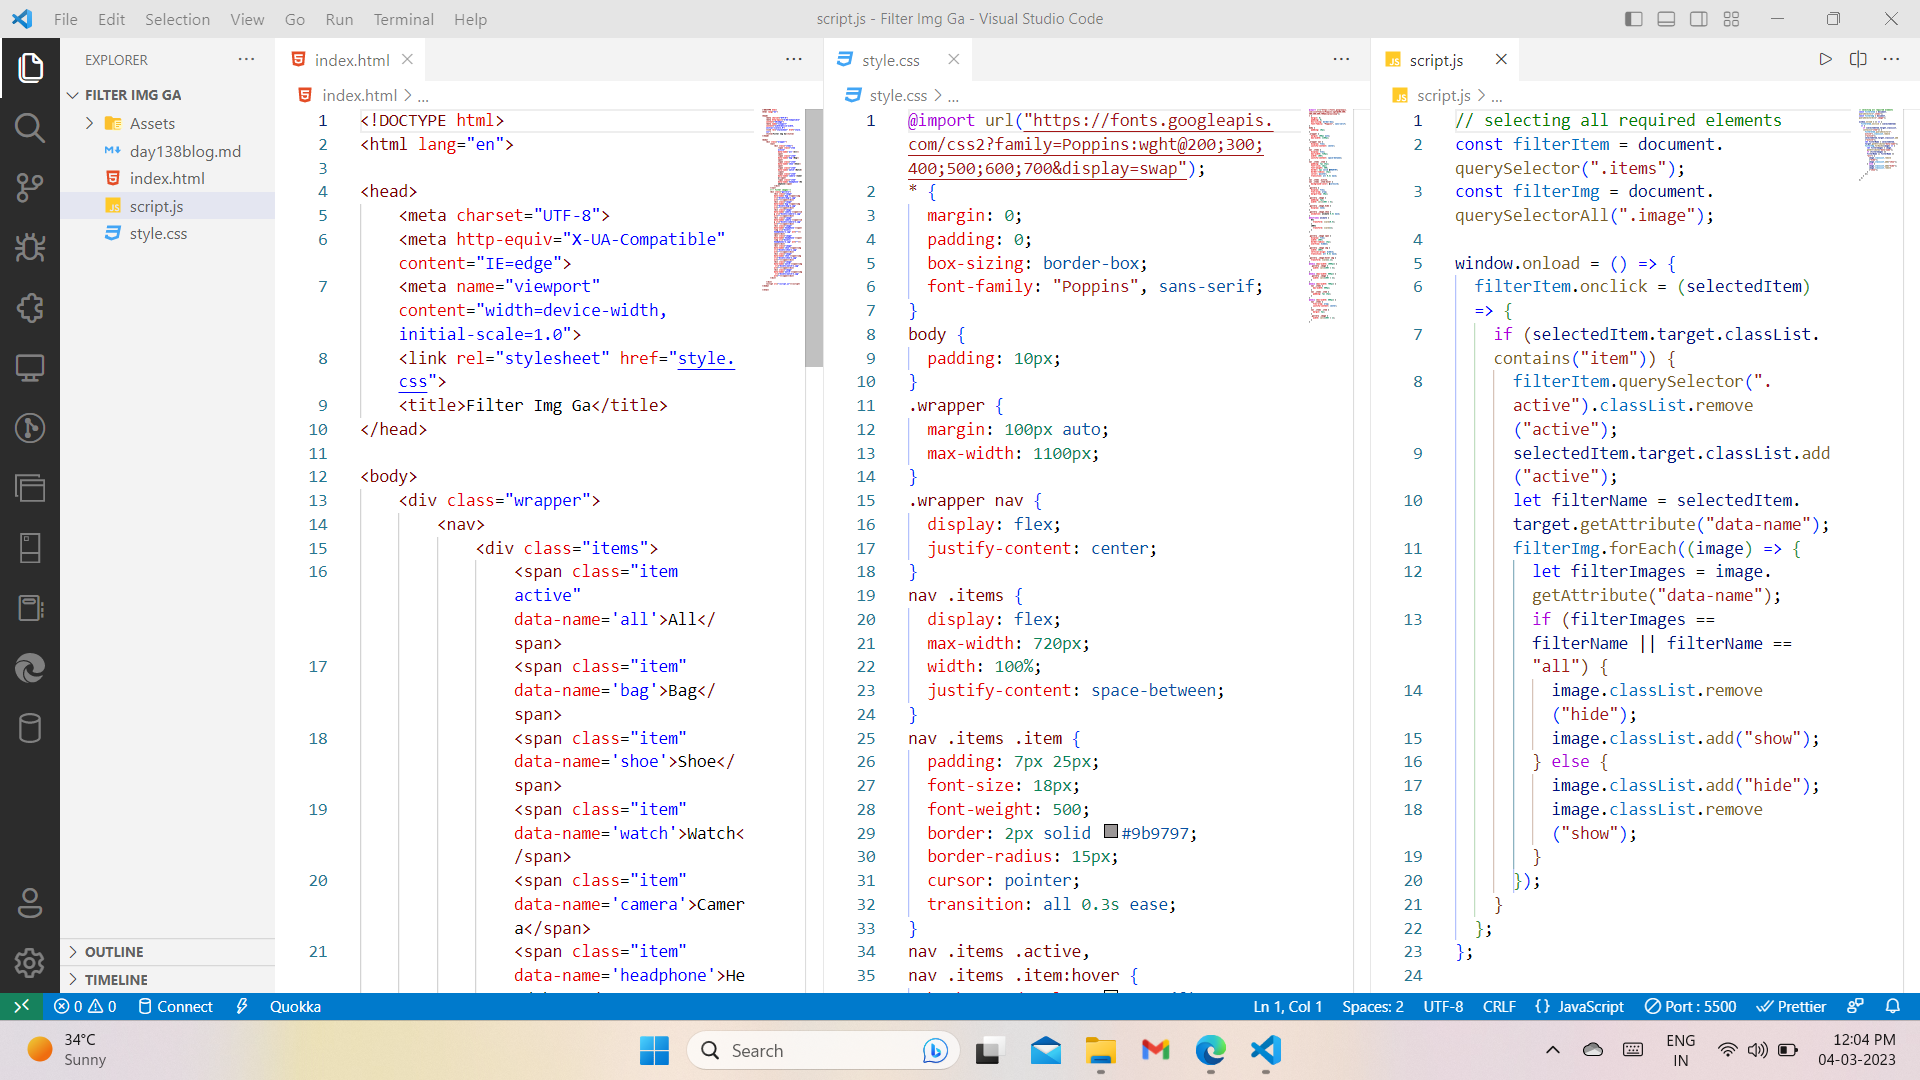 File Edit Selection View Go Run Terminal Help
script.js - Filter Img Ga - Visual Studio Code
EXPLORER
FILTER IMG GA
Assets
day138blog.md
index.html
script.js
style.css
OUTLINE
TIMELINE
index.html
index.html > ...
1 <!DOCTYPE html>
2 <html lang="en">
3
4 <head>
5 <meta charset="UTF-8">
6 <meta http-equiv="X-UA-Compatible"
content="IE=edge">
7 <meta name="viewport"
content="width=device-width,
initial-scale=1.0">
8 <link rel="stylesheet" href="style.
css">
9 <title>Filter Img Ga</title>
10 </head>
11
12 <body>
13 <div class="wrapper">
14 <nav>
15 <div class="items">
16 <span class="item
active"
data-name='all'>All</
span>
17 <span class="item"
data-name='bag'>Bag</
span>
18 <span class="item"
data-name='shoe'>Shoe</
span>
19 <span class="item"
data-name='watch'>Watch<
/span>
20 <span class="item"
data-name='camera'>Camer
a</span>
21 <span class="item"
data-name='headphone'>He
style.css
style.css > ...
1 @import url("https://fonts.googleapis.
com/css2?family=Poppins:wght@200;300;
400;500;600;700&display=swap");
2 * {
3 margin: 0;
4 padding: 0;
5 box-sizing: border-box;
6 font-family: "Poppins", sans-serif;
7 }
8 body {
9 padding: 10px;
10 }
11 .wrapper {
12 margin: 100px auto;
13 max-width: 1100px;
14 }
15 .wrapper nav {
16 display: flex;
17 justify-content: center;
18 }
19 nav .items {
20 display: flex;
21 max-width: 720px;
22 width: 100%;
23 justify-content: space-between;
24 }
25 nav .items .item {
26 padding: 7px 25px;
27 font-size: 18px;
28 font-weight: 500;
29 border: 2px solid #9b9797;
30 border-radius: 15px;
31 cursor: pointer;
32 transition: all 0.3s ease;
33 }
34 nav .items .active,
35 nav .items .item:hover {
script.js
script.js > ...
1 // selecting all required elements
2 const filterItem = document.
querySelector(".items");
3 const filterImg = document.
querySelectorAll(".image");
4
5 window.onload = () => {
6 filterItem.onclick = (selectedItem)
=> {
7 if (selectedItem.target.classList.
contains("item")) {
8 filterItem.querySelector(".
active").classList.remove
("active");
9 selectedItem.target.classList.add
("active");
10 let filterName = selectedItem.
target.getAttribute("data-name");
11 filterImg.forEach((image) => {
12 let filterImages = image.
getAttribute("data-name");
13 if (filterImages ==
filterName || filterName ==
"all") {
14 image.classList.remove
("hide");
15 image.classList.add("show");
16 } else {
17 image.classList.add("hide");
18 image.classList.remove
("show");
19 }
20 });
21 }
22 };
23 };
24
0 0 Connect Quokka
Ln 1, Col 1 Spaces: 2 UTF-8 CRLF {} JavaScript Port : 5500 Prettier
34°C
Sunny
Search
ENG
IN
12:04 PM
04-03-2023